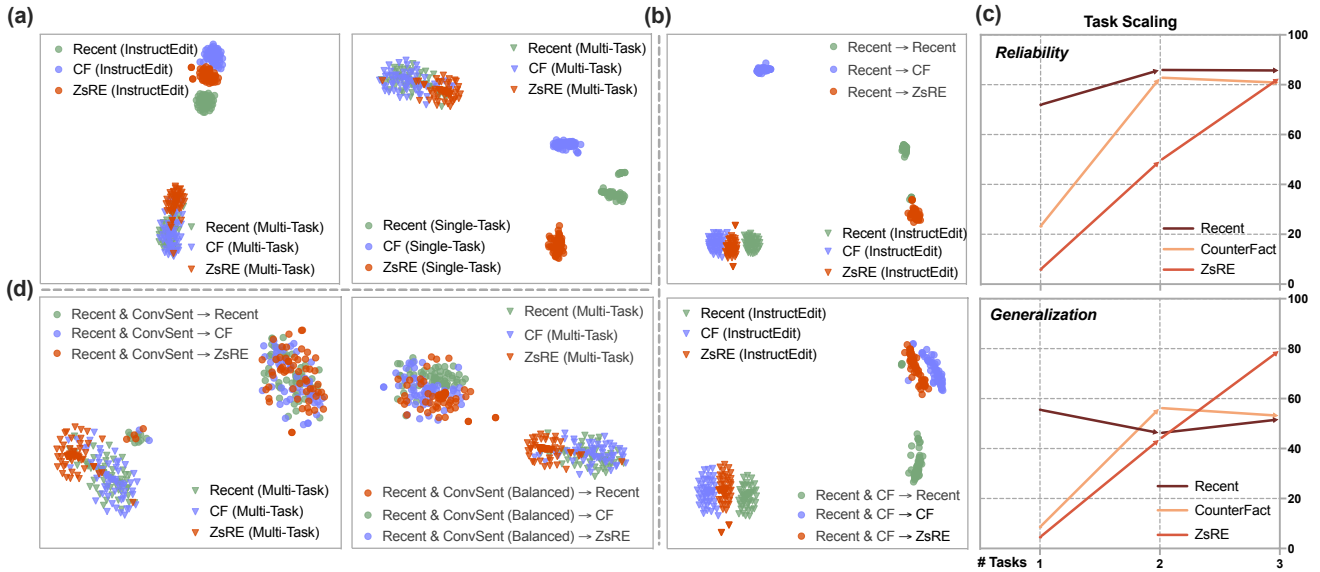 (a)
Recent (InstructEdit)
CF (InstructEdit)
ZsRE (InstructEdit)
Recent (Multi-Task)
CF (Multi-Task)
ZsRE (Multi-Task)
Recent (Multi-Task)
CF (Multi-Task)
ZsRE (Multi-Task)
Recent (Single-Task)
CF (Single-Task)
ZsRE (Single-Task)
(b)
Recent → Recent
Recent → CF
Recent → ZsRE
Recent (InstructEdit)
CF (InstructEdit)
ZsRE (InstructEdit)
Recent (InstructEdit)
CF (InstructEdit)
ZsRE (InstructEdit)
Recent & CF → Recent
Recent & CF → CF
Recent & CF → ZsRE
(c)
Task Scaling
Reliability
100
80
60
40
20
0
Recent
CounterFact
ZsRE
Generalization
100
80
60
40
20
0
Recent
CounterFact
ZsRE
# Tasks 1 2 3
(d)
Recent & ConvSent → Recent
Recent & ConvSent → CF
Recent & ConvSent → ZsRE
Recent (Multi-Task)
CF (Multi-Task)
ZsRE (Multi-Task)
Recent (Multi-Task)
CF (Multi-Task)
ZsRE (Multi-Task)
Recent & ConvSent (Balanced) → Recent
Recent & ConvSent (Balanced) → CF
Recent & ConvSent (Balanced) → ZsRE